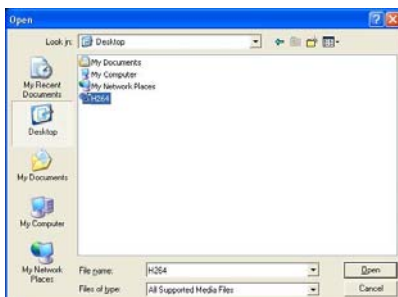 Open
Look in:
Desktop
My Documents
My Computer
My Network Places
H264
My Recent
Documents
Desktop
My Documents
My Computer
My Network
Places
File name:
H264
Open
Files of type:
All Supported Media Files
Cancel